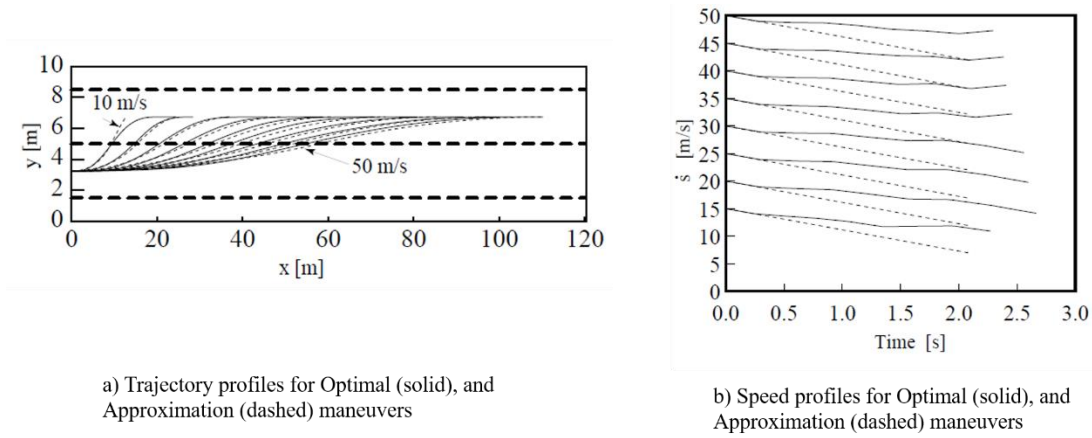 10
8
6
4
2
0
y [m]
10 m/s
50 m/s
0 20 40 60 80 100 120
x [m]
a) Trajectory profiles for Optimal (solid), and
Approximation (dashed) maneuvers
50
45
40
35
30
25
20
15
10
5
0
ṡ [m/s]
0.0 0.5 1.0 1.5 2.0 2.5 3.0
Time [s]
b) Speed profiles for Optimal (solid), and
Approximation (dashed) maneuvers